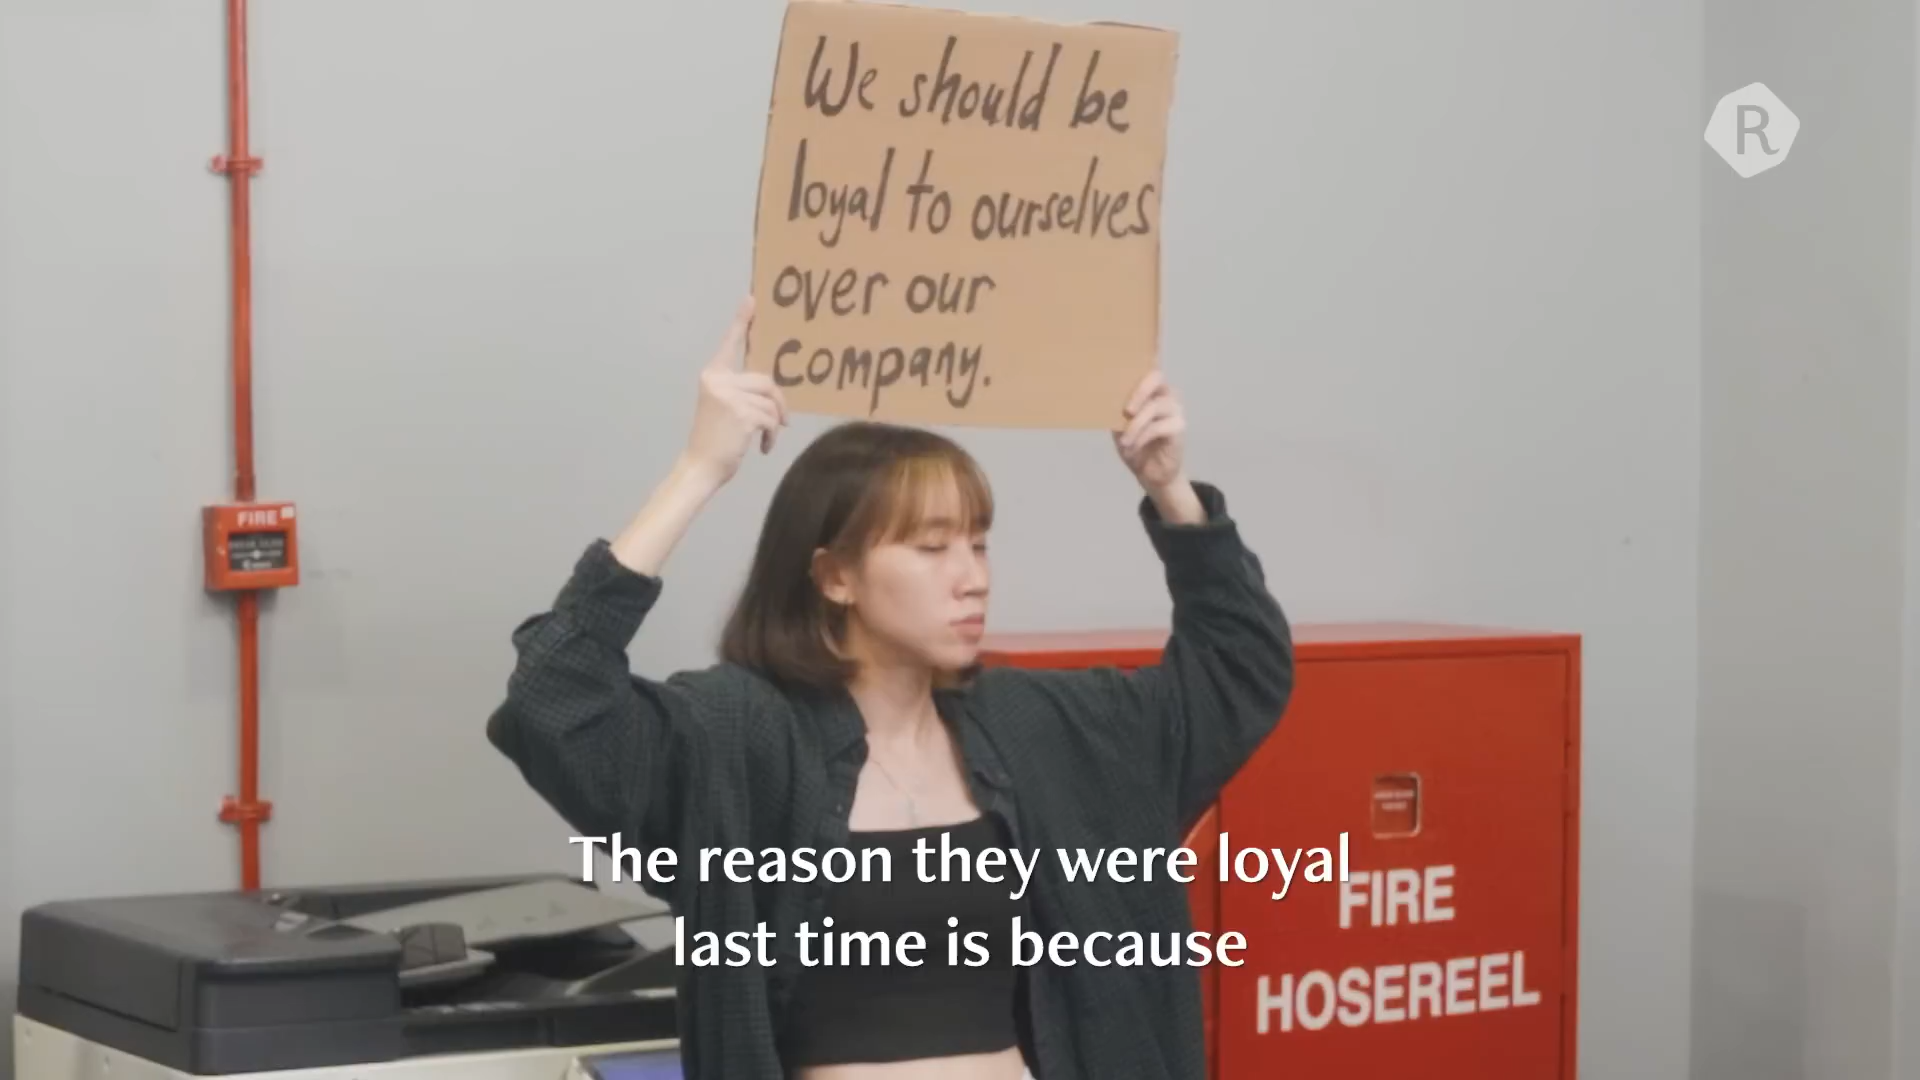 We should be
loyal to ourselves
over our
company.
R
FIRE
The reason they were loyal
last time is because
FIRE
HOSEREEL